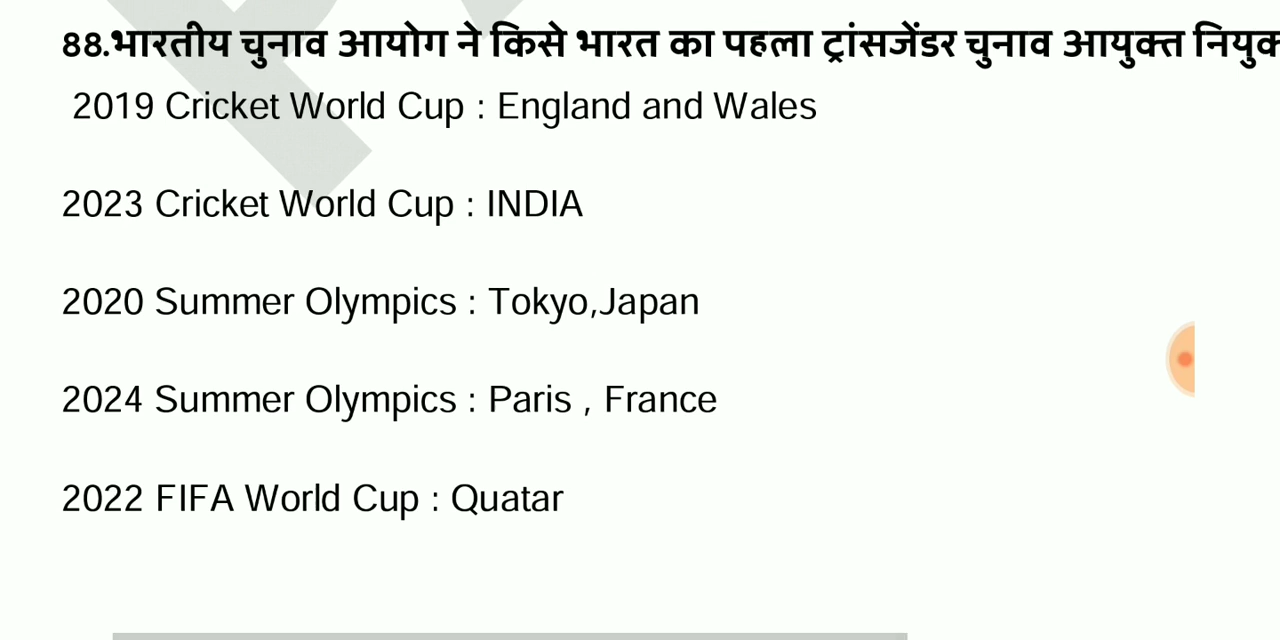 88.भारतीय चुनाव आयोग ने किसे भारत का पहला ट्रांसजेंडर चुनाव आयुक्त
2019 Cricket World Cup : England and Wales
2023 Cricket World Cup : INDIA
2020 Summer Olympics : Tokyo,Japan
2024 Summer Olympics : Paris , France
2022 FIFA World Cup : Quatar